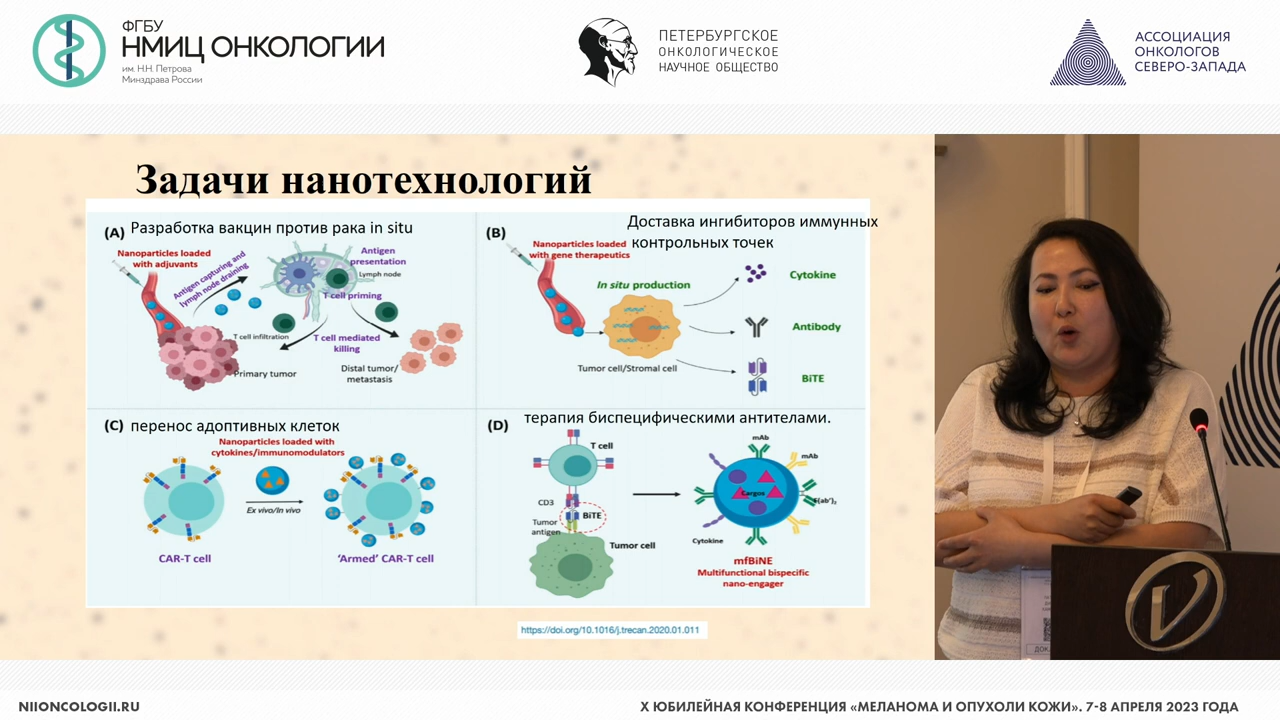 ФГБУ
НМИЦ ОНКОЛОГИИ
им. Н.Н. Петрова
Минздрава России
ПЕТЕРБУРГСКОЕ
ОНКОЛОГИЧЕСКОЕ
НАУЧНОЕ ОБЩЕСТВО
АССОЦИАЦИЯ
ОНКОЛОГОВ
СЕВЕРО-ЗАПАДА
Задачи нанотехнологий
(A) Разработка вакцин против рака in situ
Nanoparticles loaded
with adjuvants
Antigen capturing and
lymph node draining
Antigen
presentation
Lymph node
T cell priming
T cell infiltration
T cell mediated
killing
Primary tumor
Distal tumor/
metastasis
(B)
Доставка ингибиторов иммунных
контрольных точек
Nanoparticles loaded
with gene therapeutics
In situ production
Tumor cell/Stromal cell
Cytokine
Antibody
BiTE
(C) перенос адоптивных клеток
Nanoparticles loaded with
cytokines/immunomodulators
Ex vivo/In vivo
CAR-T cell
‘Armed’ CAR-T cell
(D)
терапия биспецифическими антителами.
T cell
CD3
BiTE
Tumor
antigen
Tumor cell
mAb
mAb
Cargos
F(ab')₂
Cytokine
mfBiNE
Multifunctional bispecific
nano-engager
https://doi.org/10.1016/j.trecan.2020.01.011
NIIONCOLOGII.RU
X ЮБИЛЕЙНАЯ КОНФЕРЕНЦИЯ «МЕЛАНОМА И ОПУХОЛИ КОЖИ». 7-8 АПРЕЛЯ 2023 ГОДА